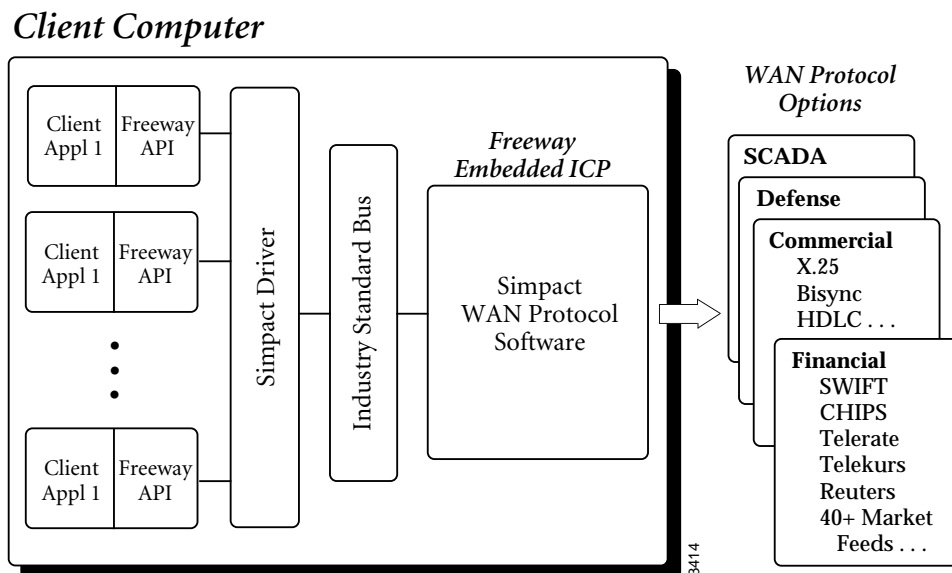 Client Computer
Client
Appl 1
Freeway
API
Client
Appl 1
Freeway
API
Client
Appl 1
Freeway
API
Simpact Driver
Industry Standard Bus
Freeway
Embedded ICP
Simpact
WAN Protocol
Software
3414
WAN Protocol
Options
SCADA
Defense
Commercial
X.25
Bisync
HDLC . . .
Financial
SWIFT
CHIPS
Telerate
Telekurs
Reuters
40+ Market
Feeds . . .